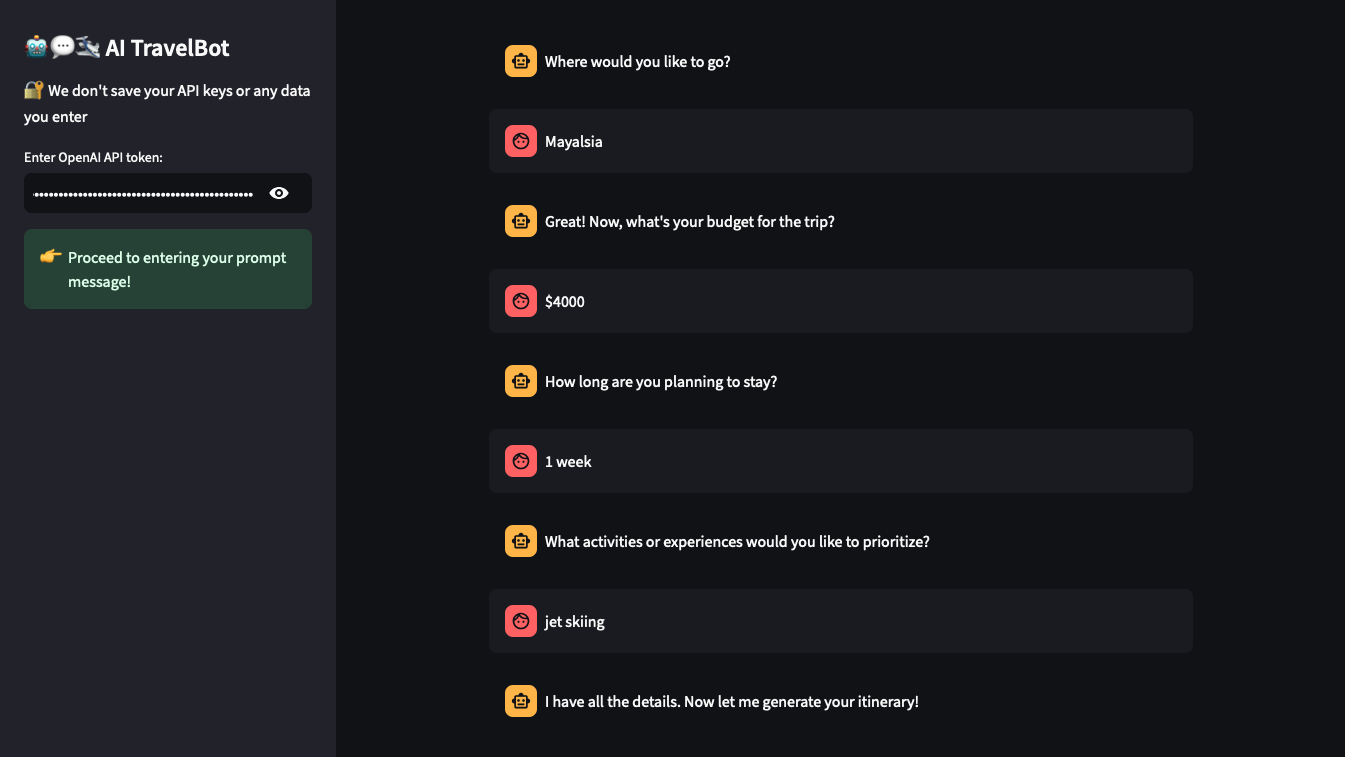 🤖💬🛩 AI TravelBot
🔐 We don't save your API keys or any data
you enter
Enter OpenAI API token:
👉 Proceed to entering your prompt
message!
Where would you like to go?
Mayalsia
Great! Now, what's your budget for the trip?
$4000
How long are you planning to stay?
1 week
What activities or experiences would you like to prioritize?
jet skiing
I have all the details. Now let me generate your itinerary!